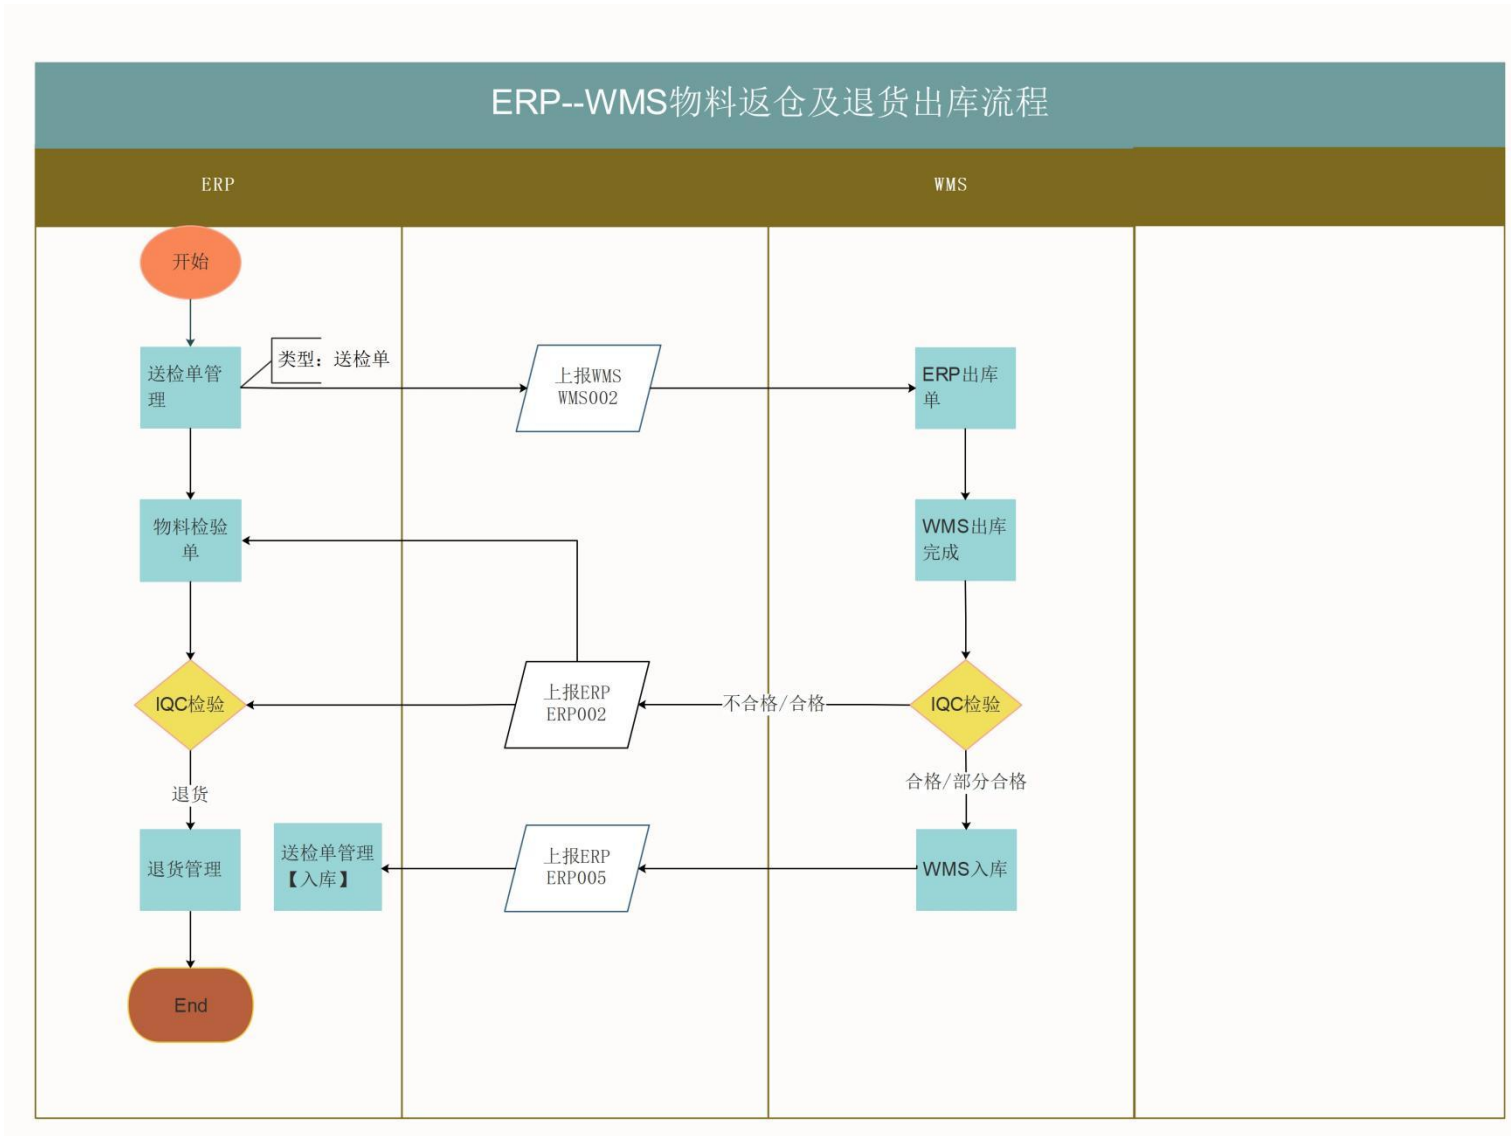 ERP--WMS物料返仓及退货出库流程
ERP
WMS
开始
类型：送检单
送检单管
理
上报WMS
WMS002
ERP出库
单
物料检验
单
WMS出库
完成
IQC检验
上报ERP
ERP002
不合格/合格
IQC检验
退货
合格/部分合格
退货管理
送检单管理
【入库】
上报ERP
ERP005
WMS入库
End